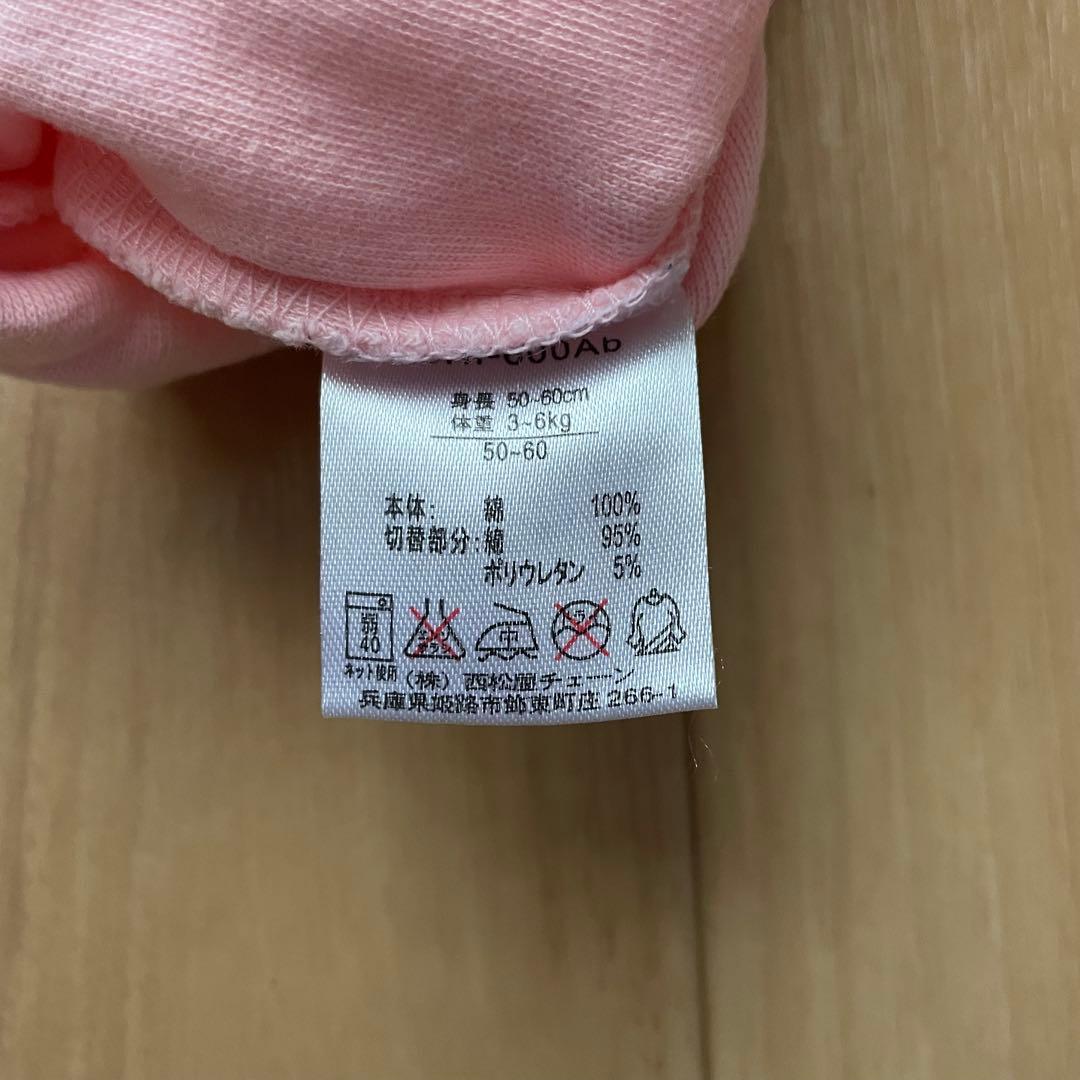 身長 50~60cm
体重 3~6kg
50~60
本体: 綿 100%
切替部分:綿 95%
ポリウレタン 5%
弱 40 中
ネット使用 (株) 西松屋チェーン
兵庫県姫路市飾東町庄 266-1